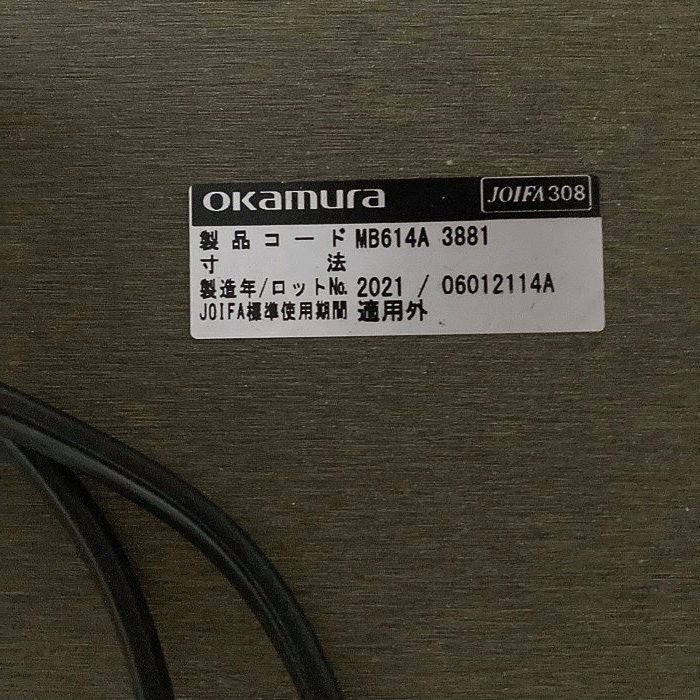 okamura
JOIFA308
製品コード MB614A 3881
寸法
製造年/ロットNo. 2021 / 06012114A
JOIFA標準使用期間 適用外